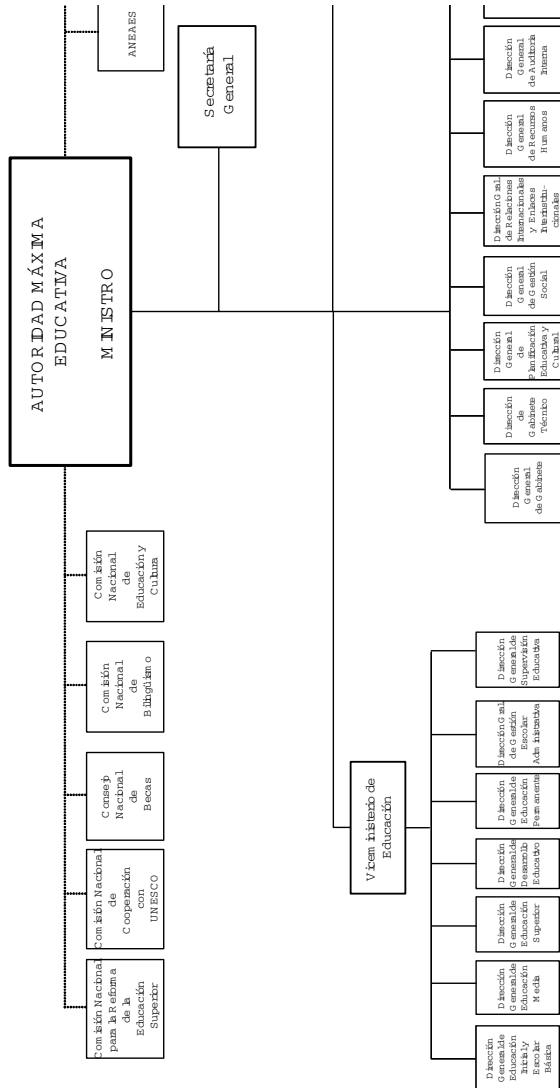 AUTORIDAD MÁXIMA
EDUCATIVA
MINISTRO
Comisión Nacional
para la Reforma
de la
Educación
Superior
Comisión Nacional
de
Cooperación
con
UNESCO
Consejo
Nacional
de
Becas
Comisión
Nacional
de
Bilingüismo
Comisión
Nacional
de
Educación y
Cultura
ANEAES
Secretaría
General
Viceministerio de
Educación
Dirección
General de
Educación
Inicial y
Escolar
Básica
Dirección
General de
Educación
Media
Dirección
General de
Educación
Superior
Dirección
General de
Desarrollo
Educativo
Dirección
General de
Educación
Permanente
Dirección Gral.
de Gestión
Escolar
Administrativa
Dirección
General de
Supervisión
Educativa
Dirección
General
de Gabinete
Dirección
de
Gabinete
Técnico
Dirección
General
de
Planificación
Educativa y
Cultural
Dirección
General
de Gestión
Social
Dirección Gral.
de Relaciones
Internacionales
y Enlaces
Interinstitu-
cionales
Dirección
General
de Recursos
Humanos
Dirección
General
de Auditoría
Interna